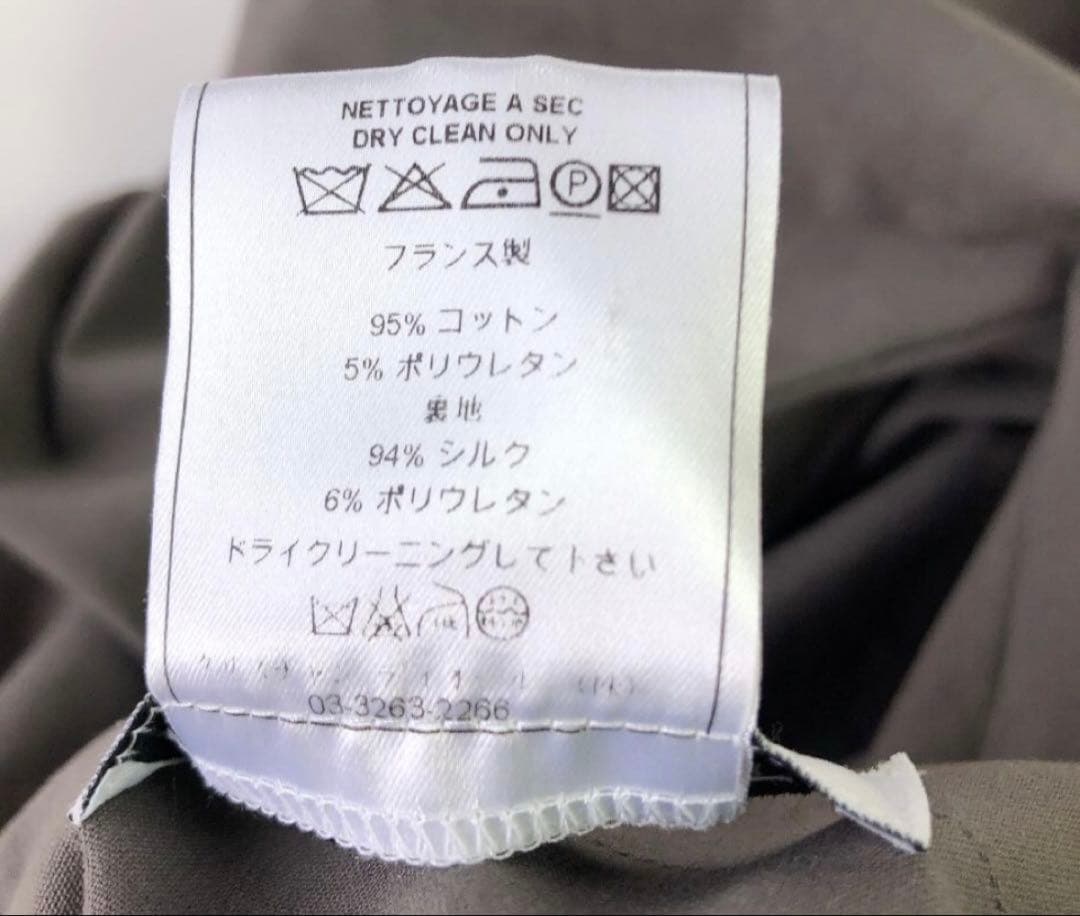 NETTOYAGE A SEC
DRY CLEAN ONLY
P
フランス製
95% コットン
5% ポリウレタン
裏地
94% シルク
6% ポリウレタン
ドライクリーニングして下さい
03-3263-2266